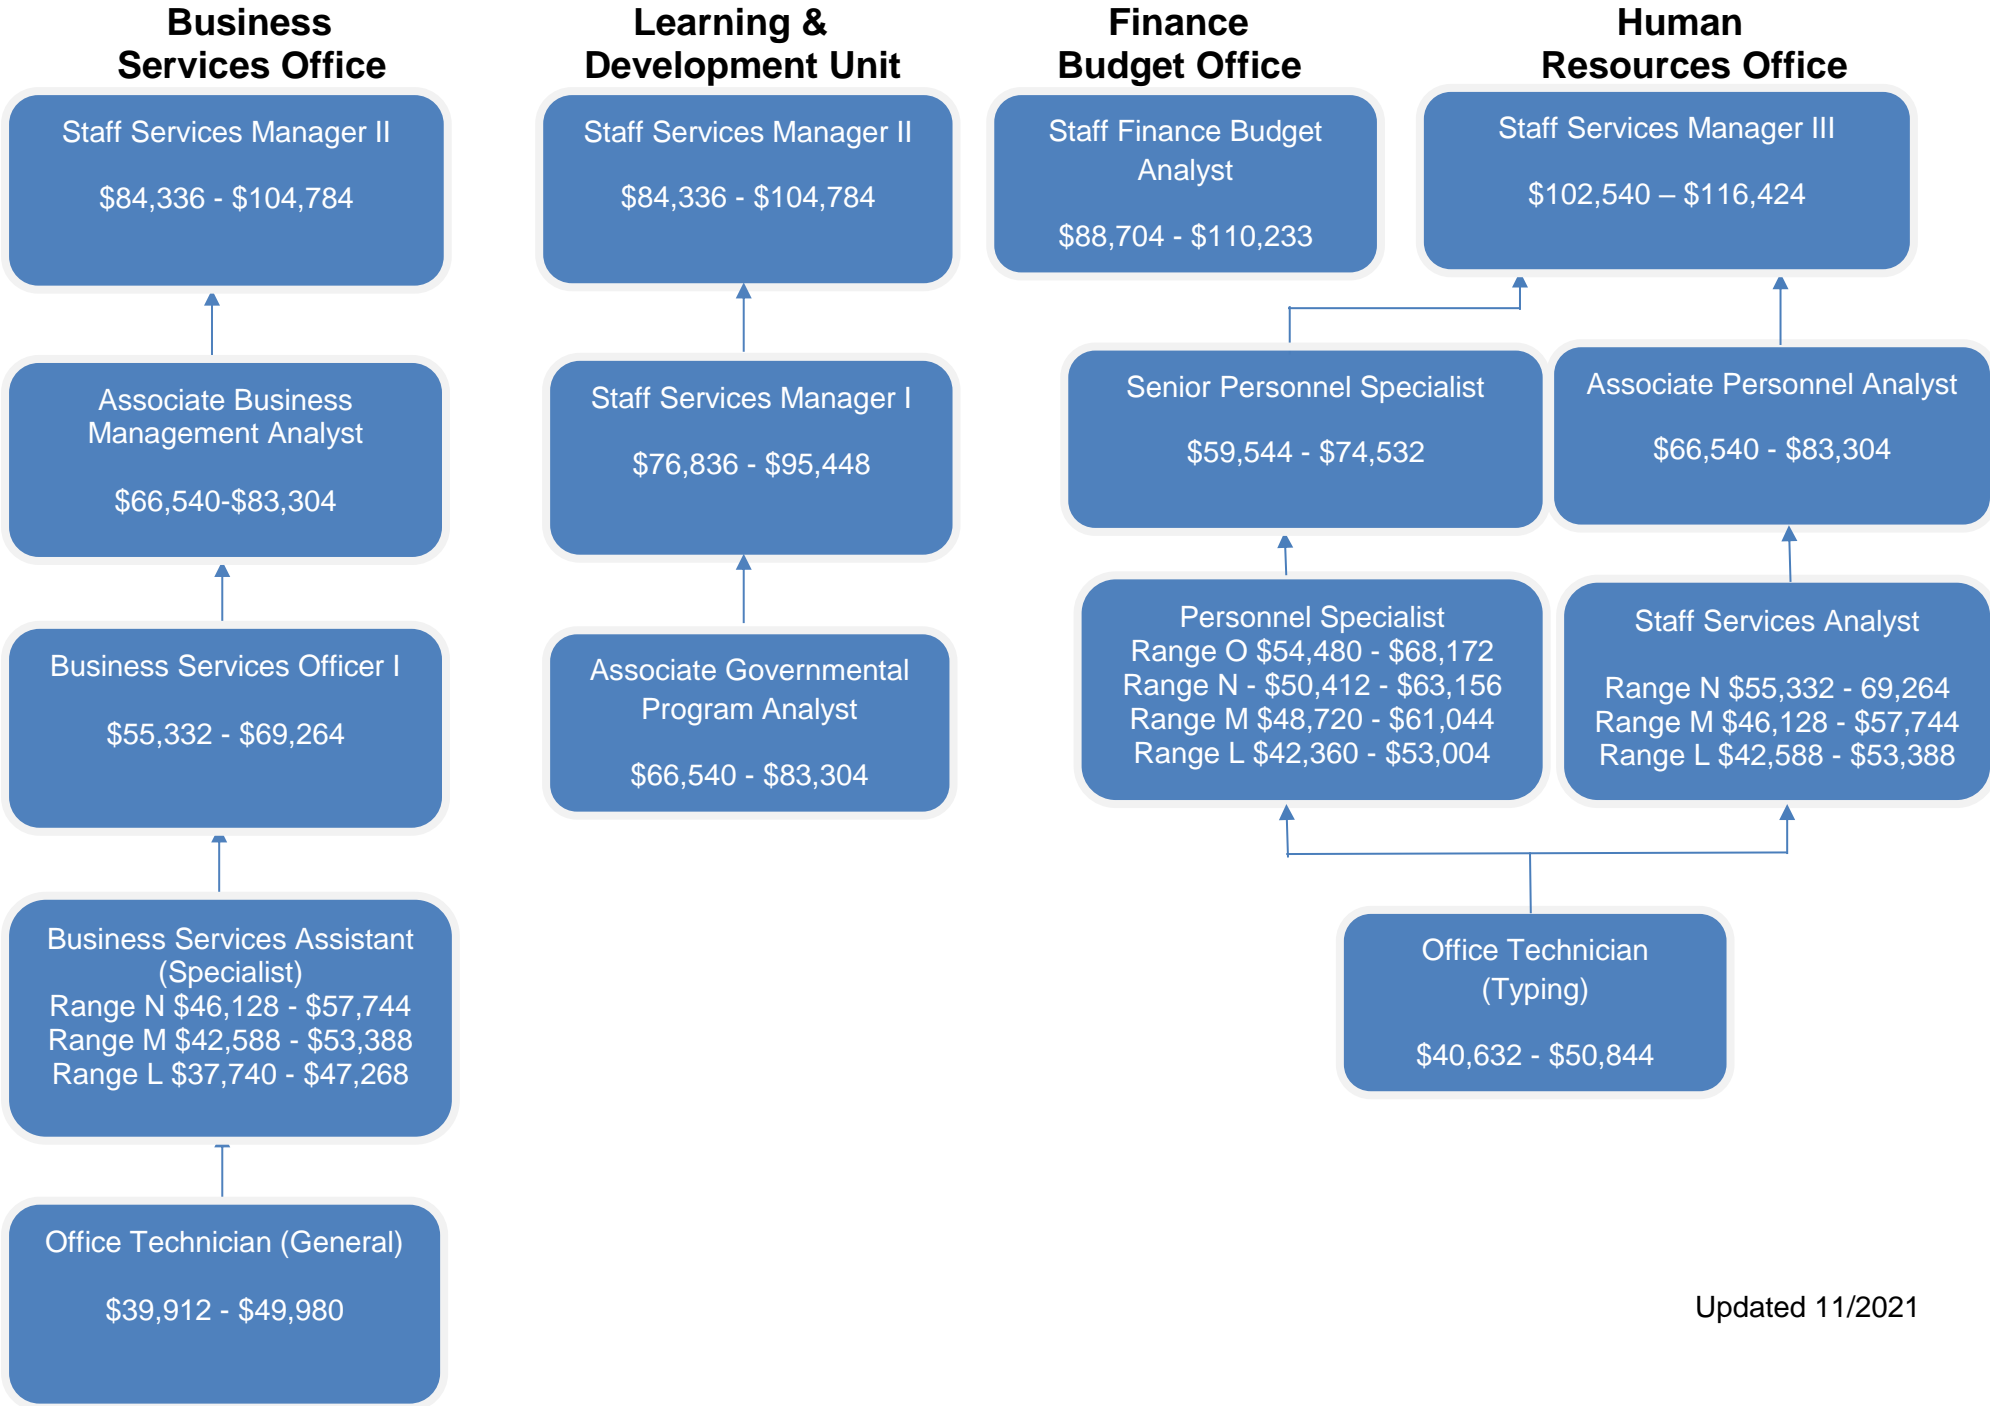 Business
Services Office
Staff Services Manager II
$84,336 - $104,784
Associate Business
Management Analyst
$66,540-$83,304
Business Services Officer I
$55,332 - $69,264
Business Services Assistant
(Specialist)
Range N $46,128 - $57,744
Range M $42,588 - $53,388
Range L $37,740 - $47,268
Office Technician (General)
$39,912 - $49,980
Learning &
Development Unit
Staff Services Manager II
$84,336 - $104,784
Staff Services Manager I
$76,836 - $95,448
Associate Governmental
Program Analyst
$66,540 - $83,304
Finance
Budget Office
Staff Finance Budget
Analyst
$88,704 - $110,233
Human
Resources Office
Staff Services Manager III
$102,540 – $116,424
Senior Personnel Specialist
$59,544 - $74,532
Associate Personnel Analyst
$66,540 - $83,304
Personnel Specialist
Range O $54,480 - $68,172
Range N - $50,412 - $63,156
Range M $48,720 - $61,044
Range L $42,360 - $53,004
Staff Services Analyst
Range N $55,332 - 69,264
Range M $46,128 - $57,744
Range L $42,588 - $53,388
Office Technician
(Typing)
$40,632 - $50,844
Updated 11/2021